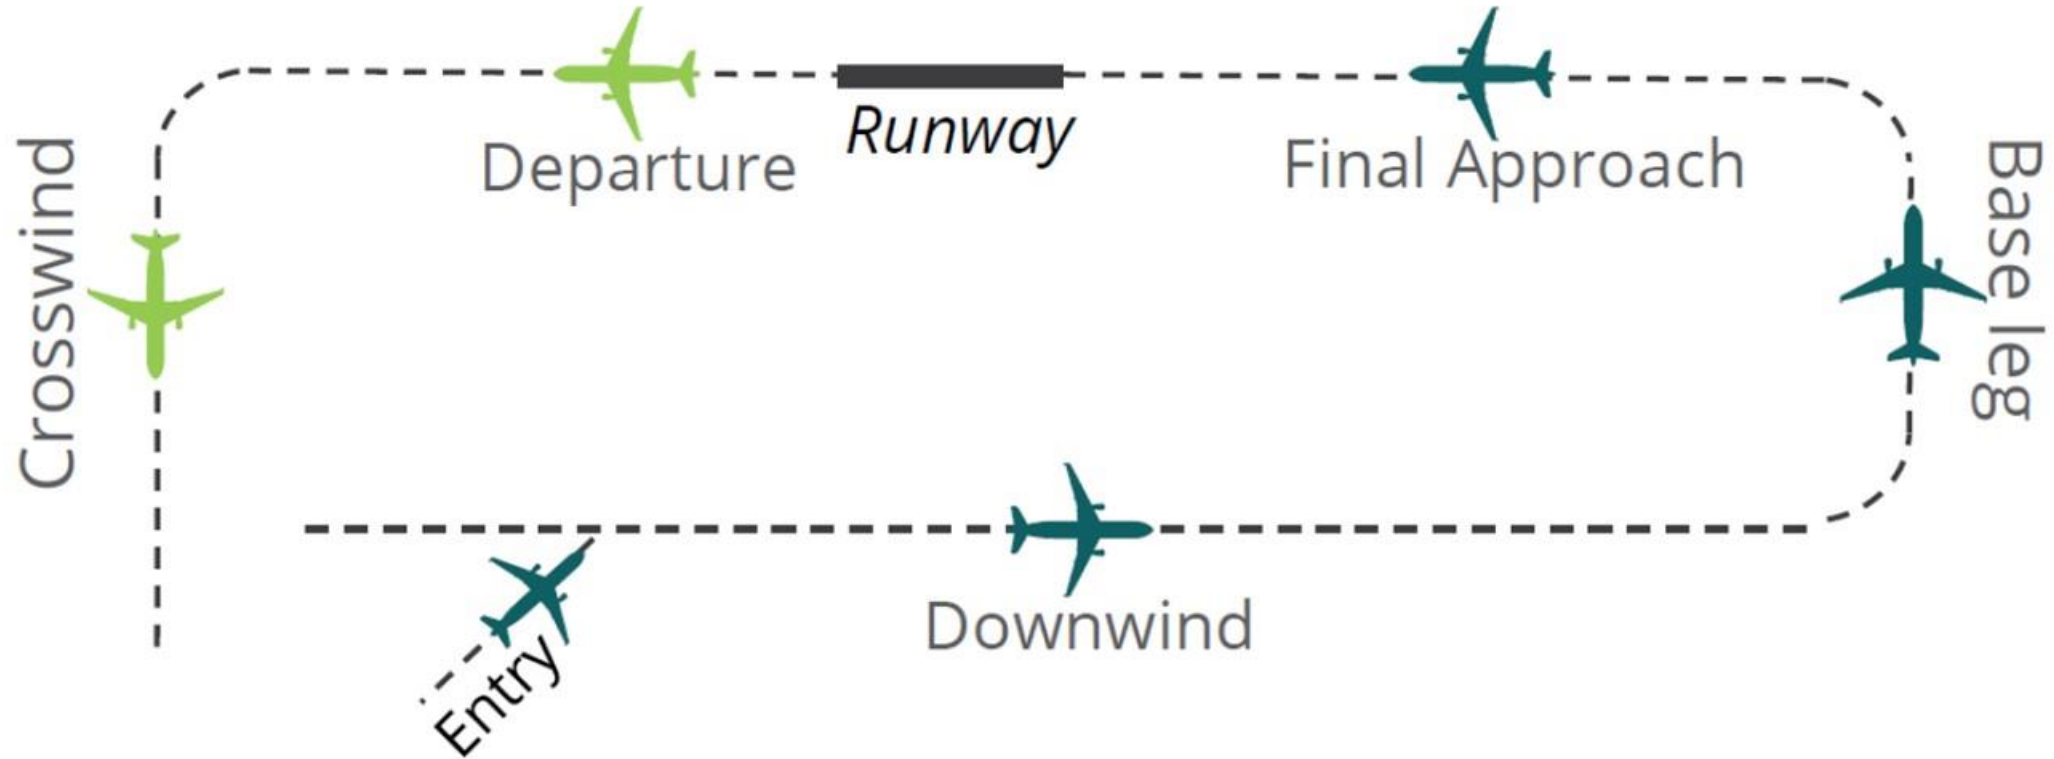 Runway
Departure
Final Approach
Crosswind
Base leg
Downwind
Entry